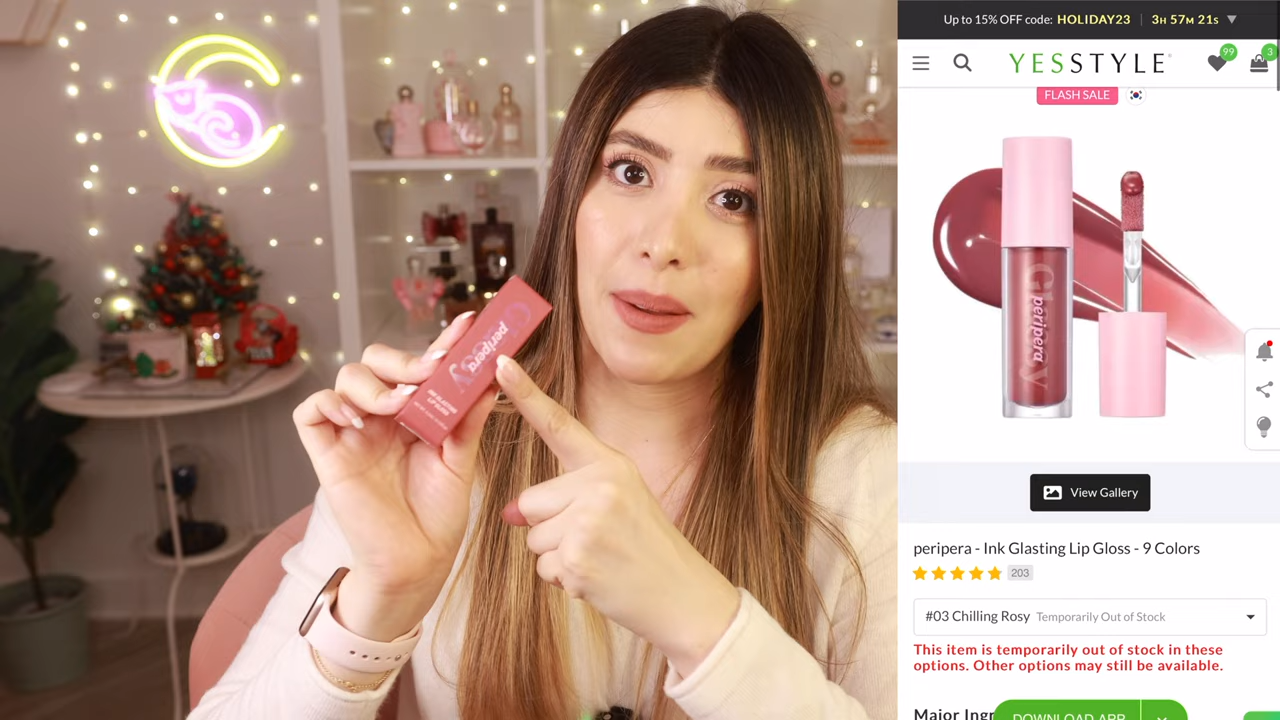 Up to 15% OFF code: HOLIDAY23 | 3H 57M 21S
YESSTYLE
99
3
FLASH SALE
Glossy
peripera
peripera
View Gallery
peripera - Ink Glasting Lip Gloss - 9 Colors
203
#03 Chilling Rosy Temporarily Out of Stock
This item is temporarily out of stock in these
options. Other options may still be available.
Major Ingr
DOWNLOAD APP